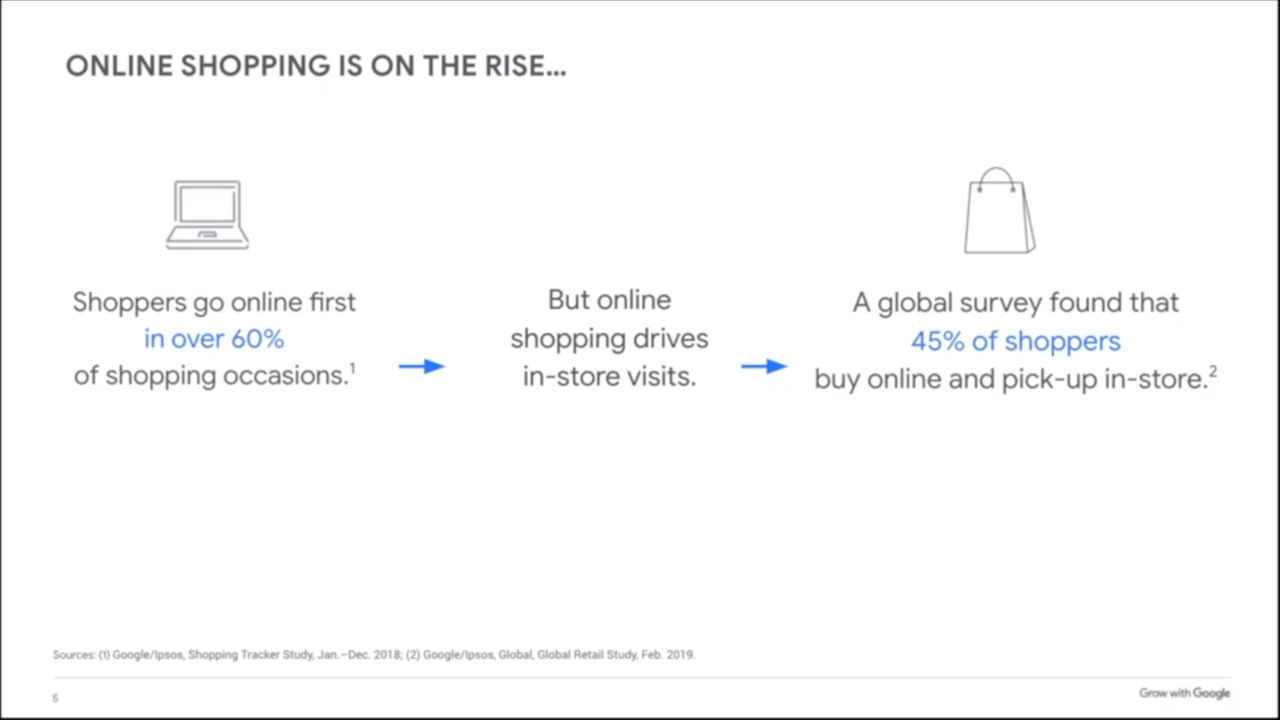 ONLINE SHOPPING IS ON THE RISE...
Shoppers go online first
in over 60%
of shopping occasions.¹
But online
shopping drives
in-store visits.
A global survey found that
45% of shoppers
buy online and pick-up in-store.²
Sources: (1) Google/Ipsos, Shopping Tracker Study, Jan.–Dec. 2018; (2) Google/Ipsos, Global, Global Retail Study, Feb. 2019.
5
Grow with Google